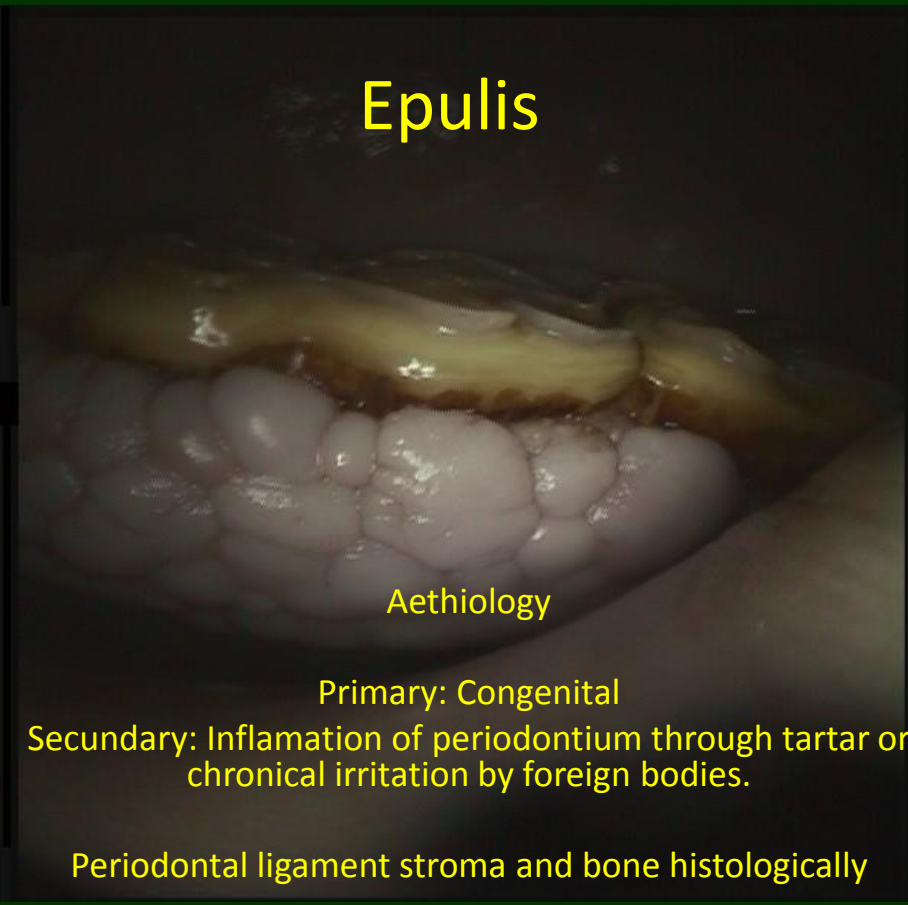 Epulis
Aethiology
Primary: Congenital
Secundary: Inflamation of periodontium through tartar or
chronical irritation by foreign bodies.
Periodontal ligament stroma and bone histologically